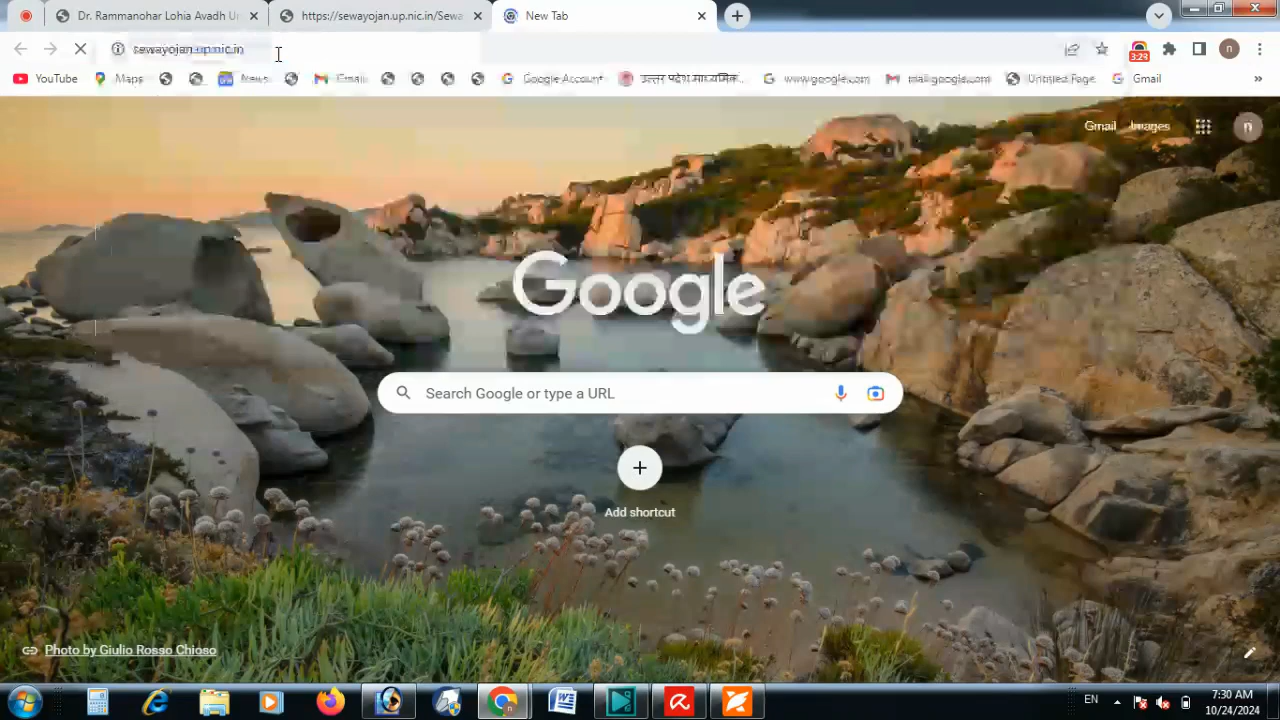 Dr. Rammanohar Lohia Avadh Un
https://sewayojan.up.nic.in/Sewa
New Tab
sewayojan.up.nic.in
3:29
n
YouTube
Maps
News
Gmail
Google Account
उत्तर प्रदेश माध्यमिक...
www.google.com
mail.google.com
Untitled Page
Gmail
»
Gmail
Images
n
Google
Search Google or type a URL
Add shortcut
Photo by Giulio Rosso Chioso
EN
7:30 AM
10/24/2024